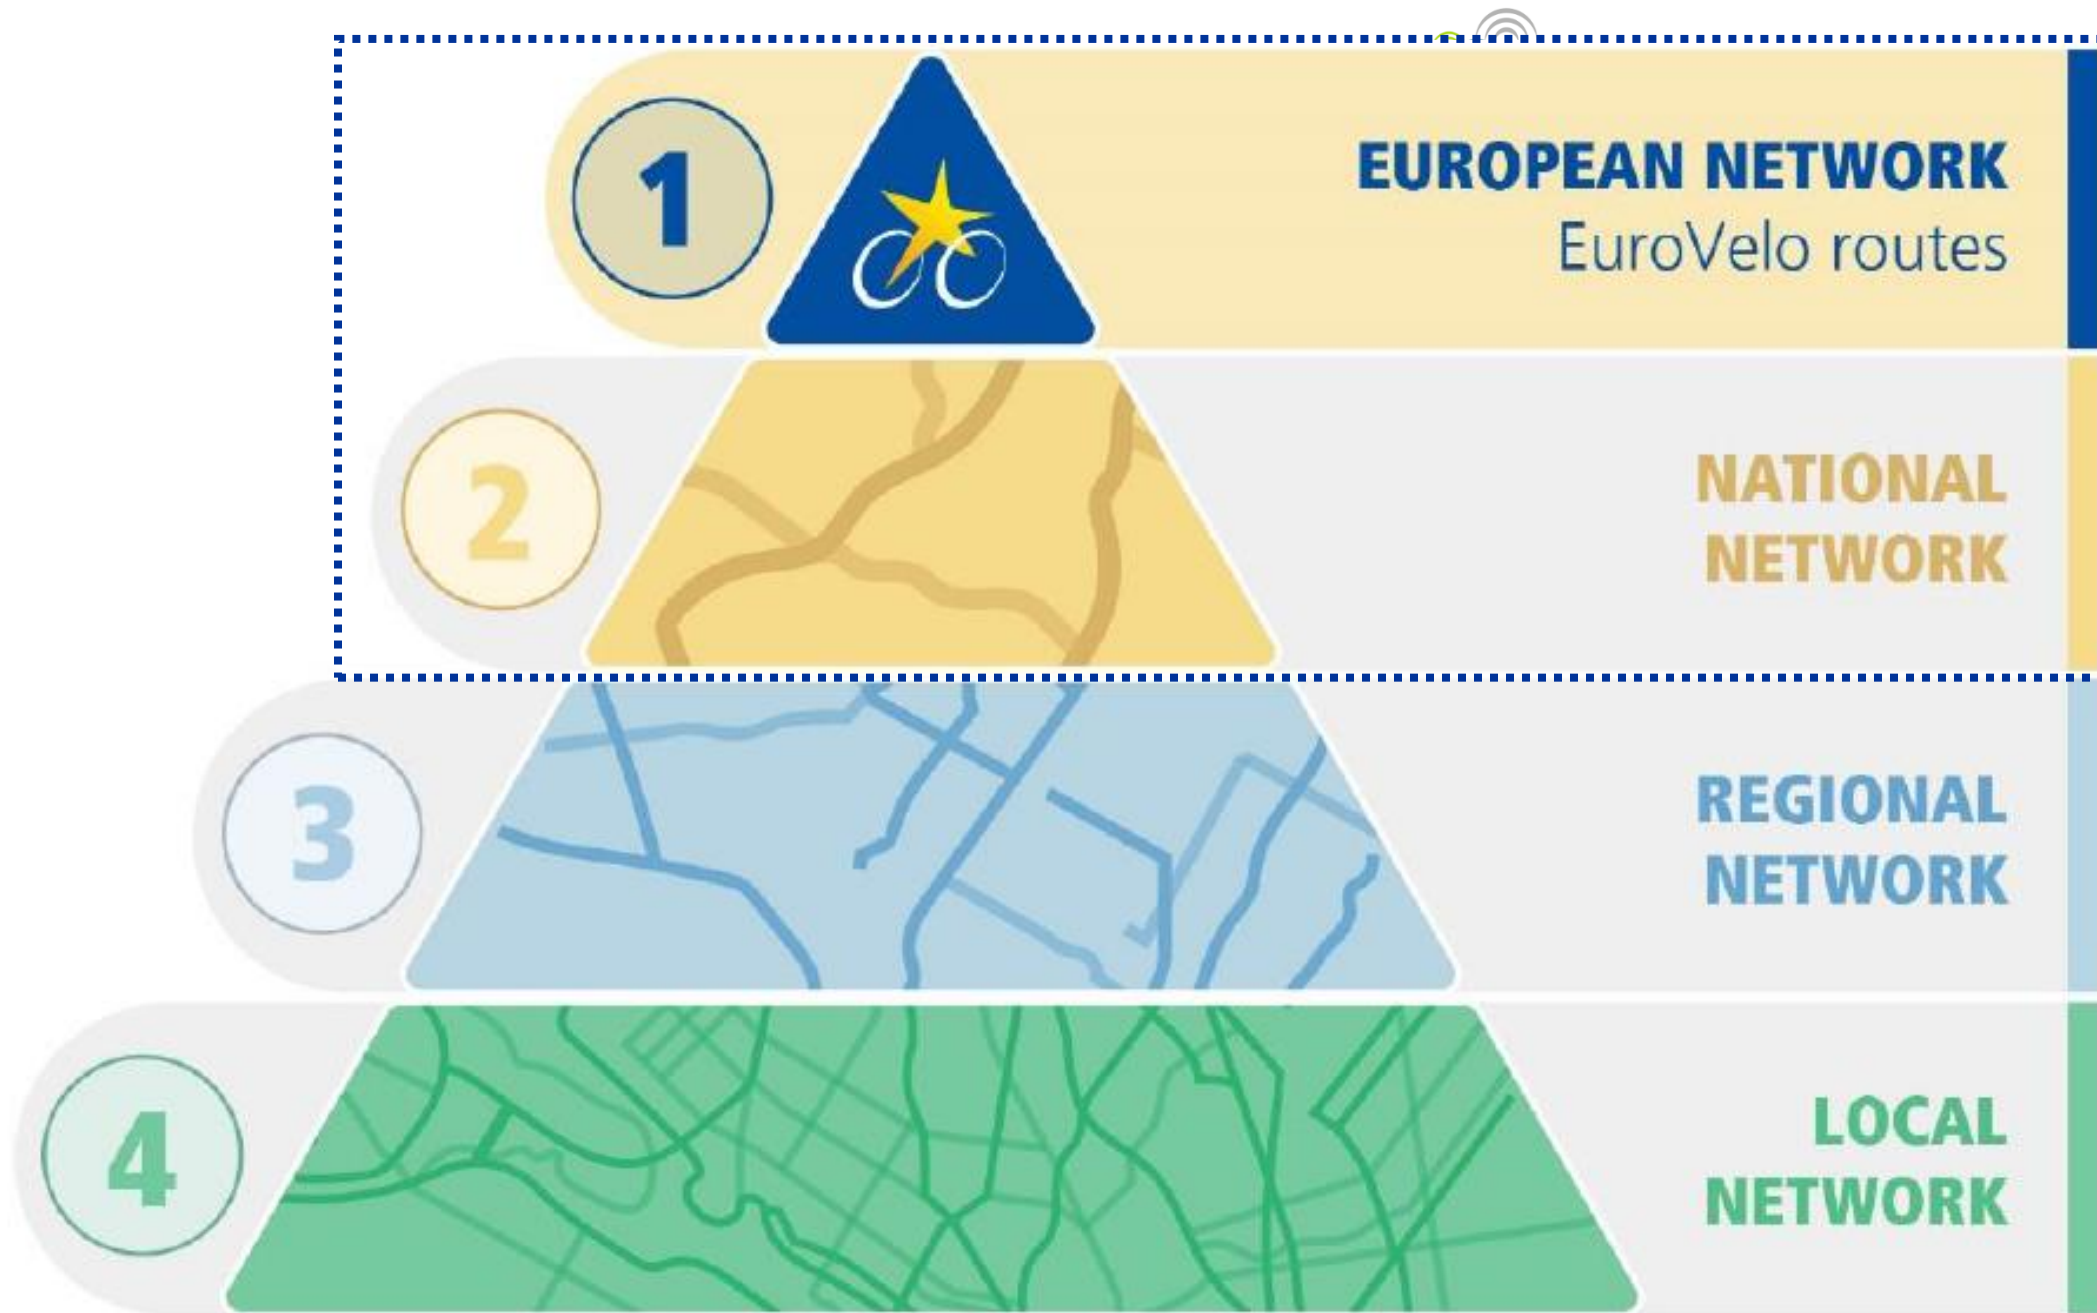 1
EUROPEAN NETWORK
EuroVelo routes
2
NATIONAL
NETWORK
3
REGIONAL
NETWORK
4
LOCAL
NETWORK